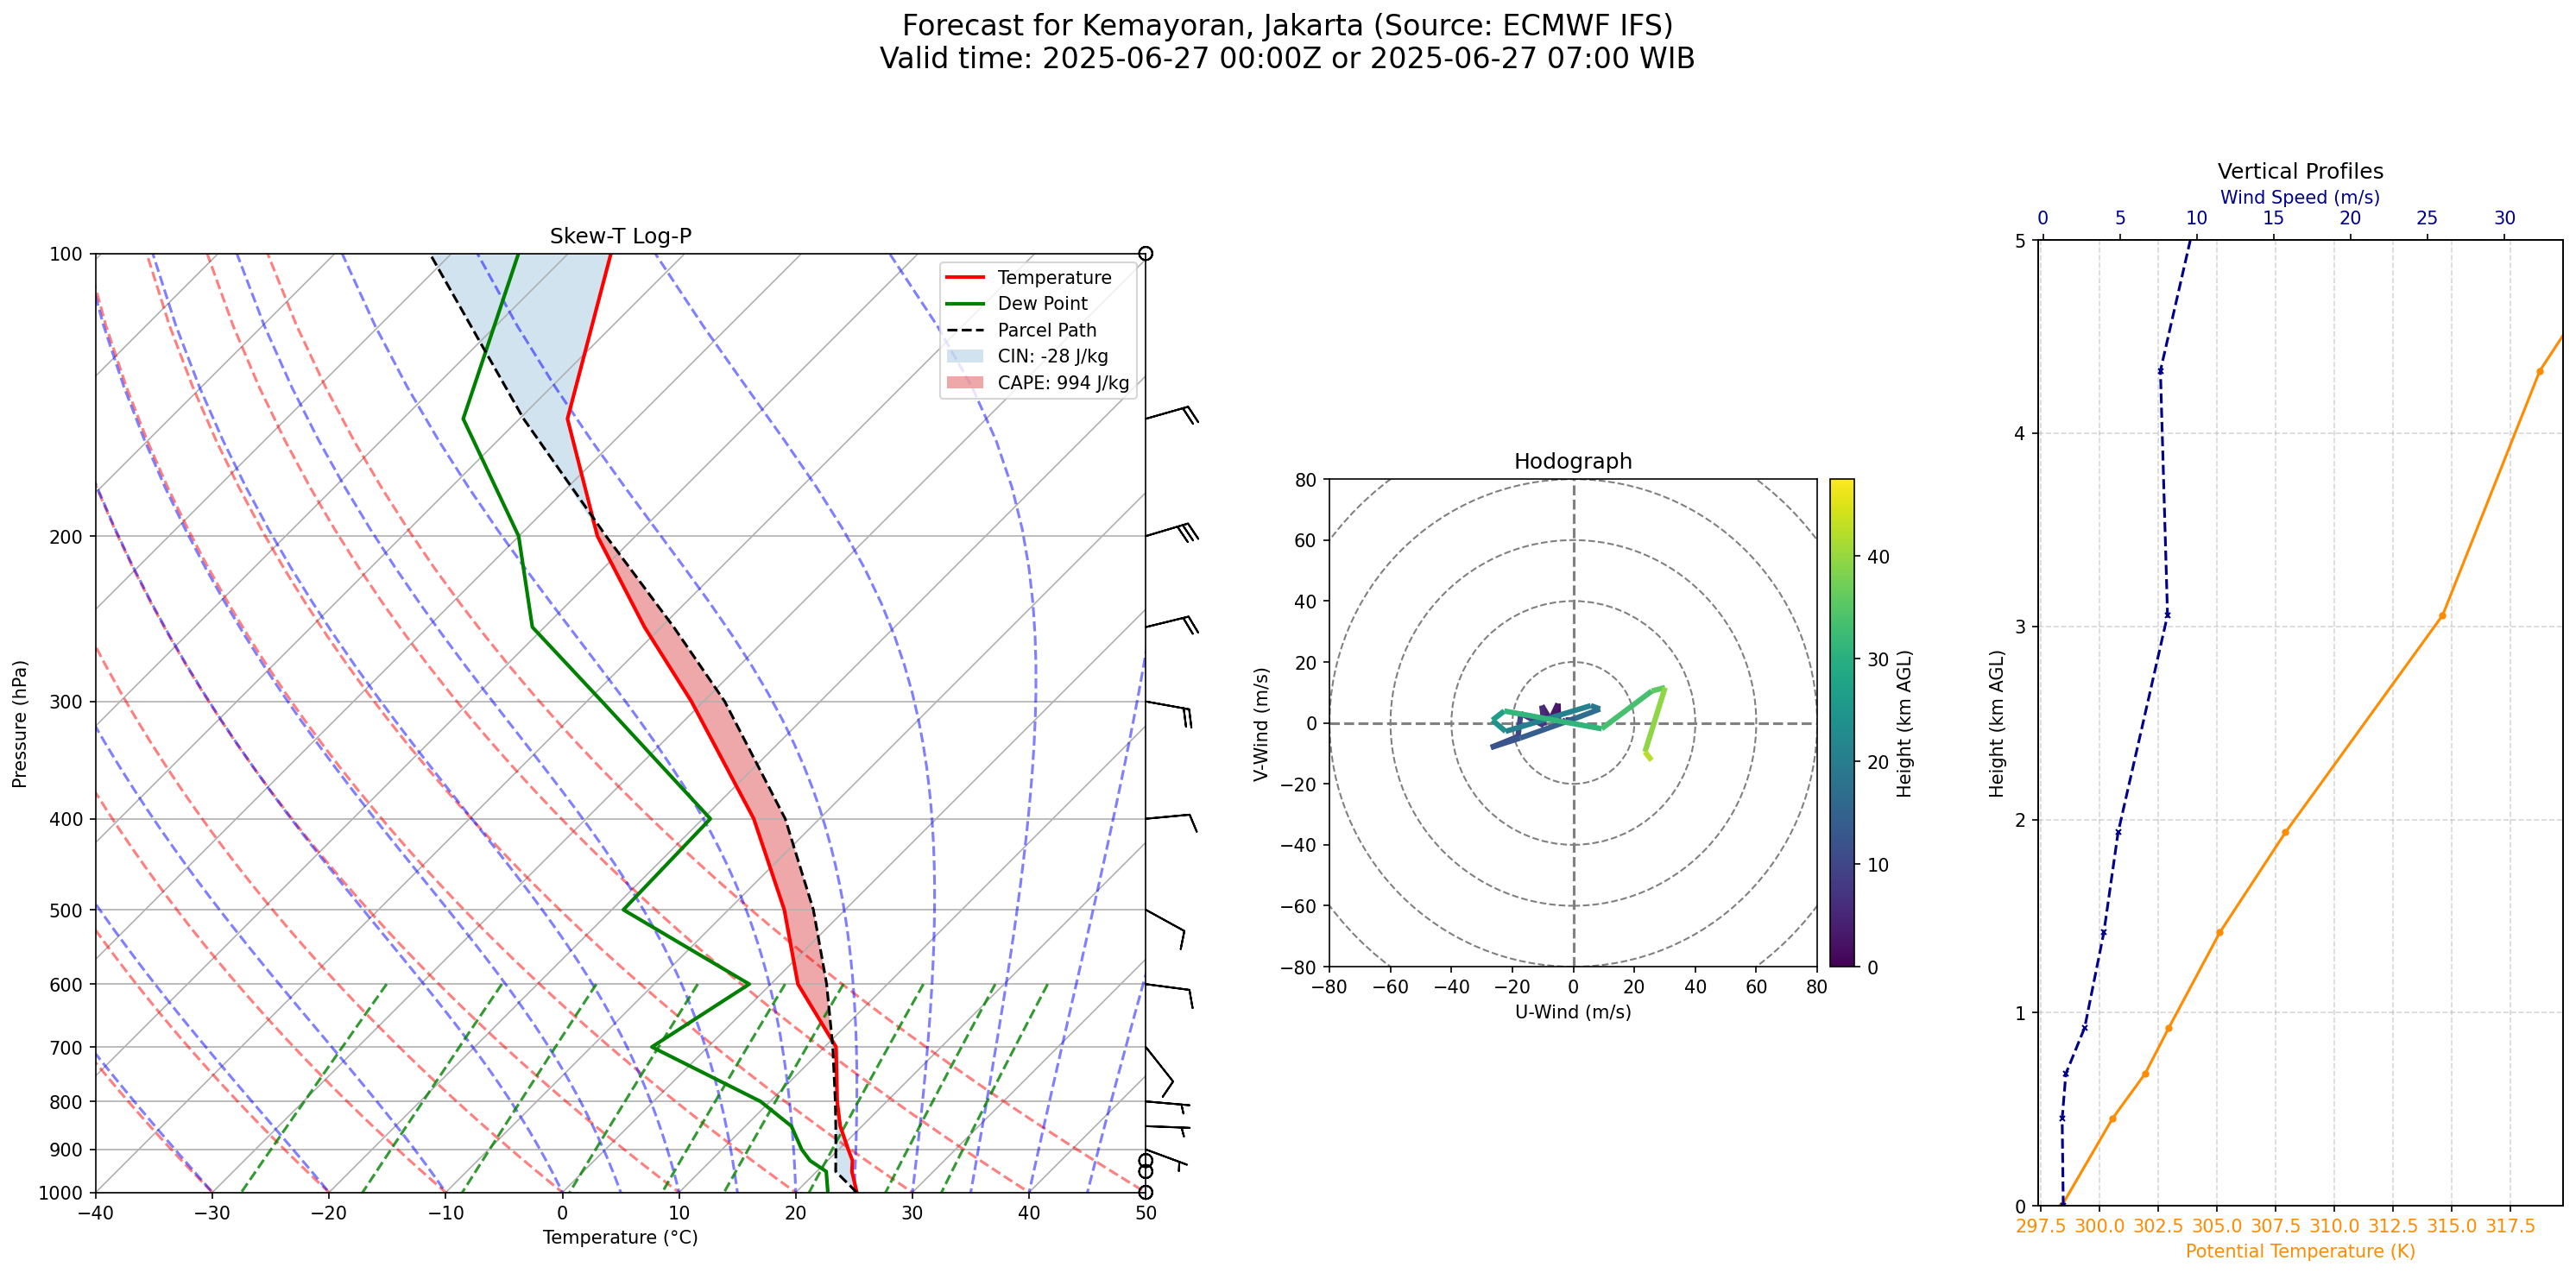 Forecast for Kemayoran, Jakarta (Source: ECMWF IFS)
Valid time: 2025-06-27 00:00Z or 2025-06-27 07:00 WIB
Skew-T Log-P
Temperature
Dew Point
Parcel Path
CIN: -28 J/kg
CAPE: 994 J/kg
Pressure (hPa)
100
200
300
400
500
600
700
800
900
1000
−40 −30 −20 −10 0 10 20 30 40 50
Temperature (°C)
Hodograph
V-Wind (m/s)
80
60
40
20
0
−20
−40
−60
−80
−80 −60 −40 −20 0 20 40 60 80
U-Wind (m/s)
40
30
20
10
0
Height (km AGL)
Vertical Profiles
Wind Speed (m/s)
0 5 10 15 20 25 30
Height (km AGL)
5
4
3
2
1
0
297.5 300.0 302.5 305.0 307.5 310.0 312.5 315.0 317.5
Potential Temperature (K)